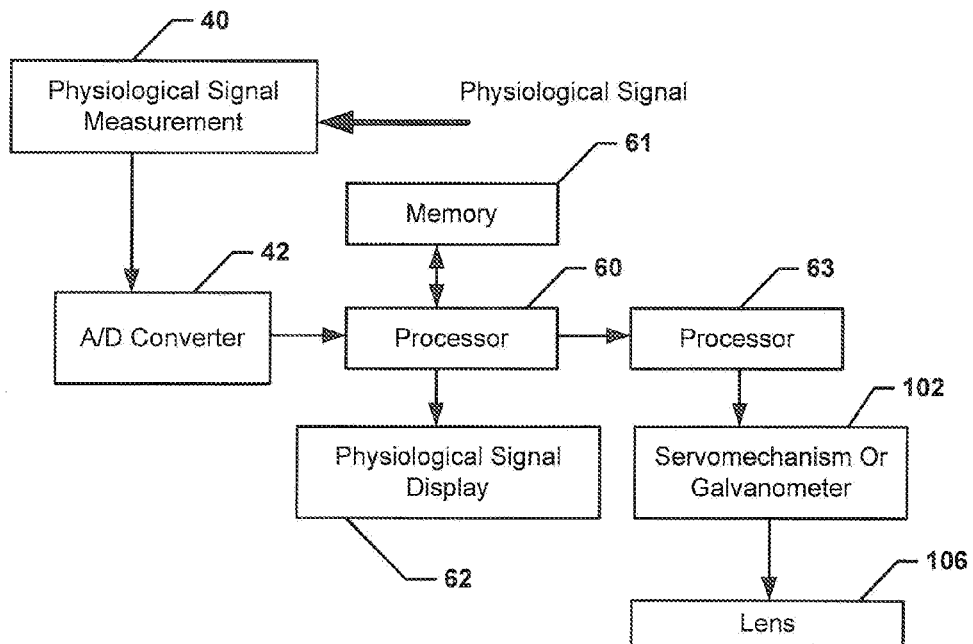 40
Physiological Signal
Measurement
Physiological Signal
61
Memory
42
A/D Converter
60
Processor
63
Processor
102
Physiological Signal
Display
Servomechanism Or
Galvanometer
62
106
Lens